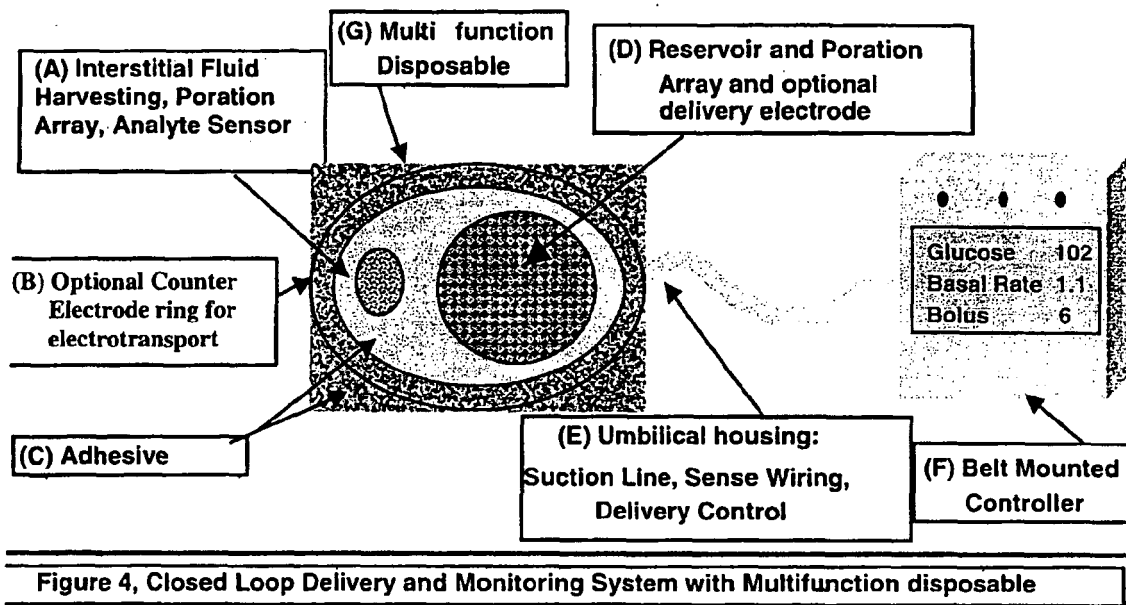 (G) Multi function
Disposable
(D) Reservoir and Poration
Array and optional
delivery electrode
(A) Interstitial Fluid
Harvesting, Poration
Array, Analyte Sensor
Glucose 102
Basal Rate 1.1
Bolus 6
(B) Optional Counter
Electrode ring for
electrotransport
(C) Adhesive
(E) Umbilical housing:
Suction Line, Sense Wiring,
Delivery Control
(F) Belt Mounted
Controller
Figure 4, Closed Loop Delivery and Monitoring System with Multifunction disposable